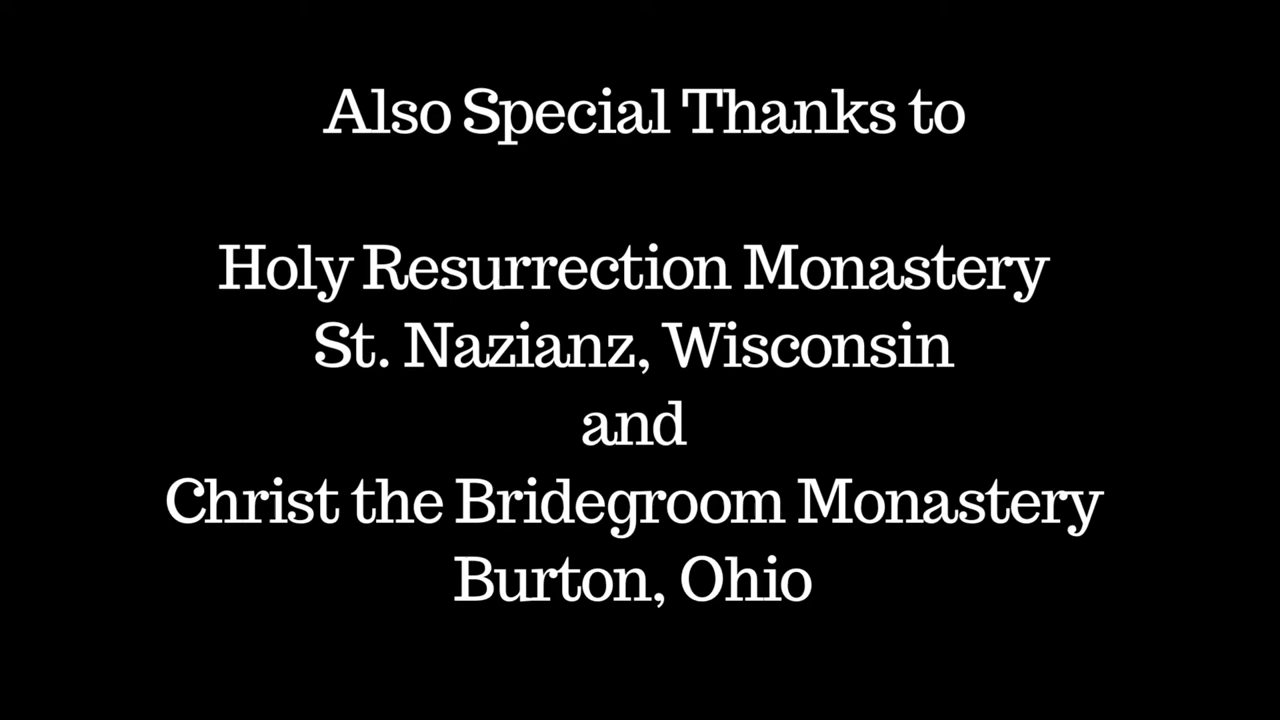 Also Special Thanks to
Holy Resurrection Monastery
St. Nazianz, Wisconsin
and
Christ the Bridegroom Monastery
Burton, Ohio